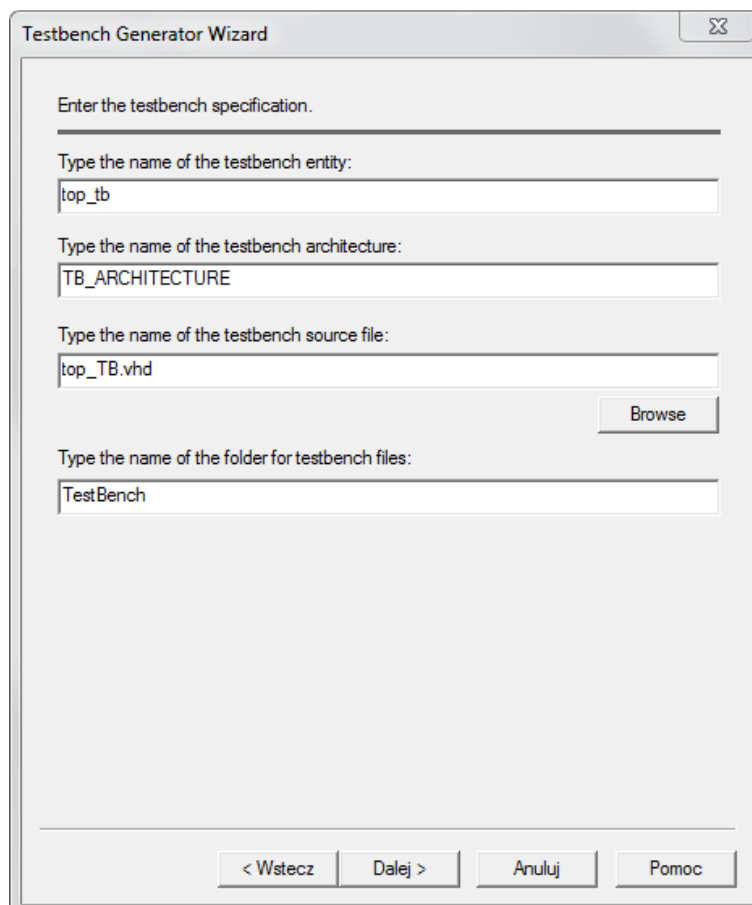 Testbench Generator Wizard
Enter the testbench specification.
Type the name of the testbench entity:
top_tb
Type the name of the testbench architecture:
TB_ARCHITECTURE
Type the name of the testbench source file:
top_TB.vhd
Browse
Type the name of the folder for testbench files:
TestBench
< Wstecz Dalej > Anuluj Pomoc